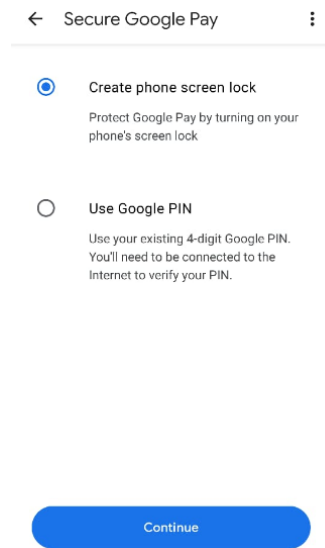 Secure Google Pay
Create phone screen lock
Protect Google Pay by turning on your
phone's screen lock
Use Google PIN
Use your existing 4-digit Google PIN.
You'll need to be connected to the
Internet to verify your PIN.
Continue